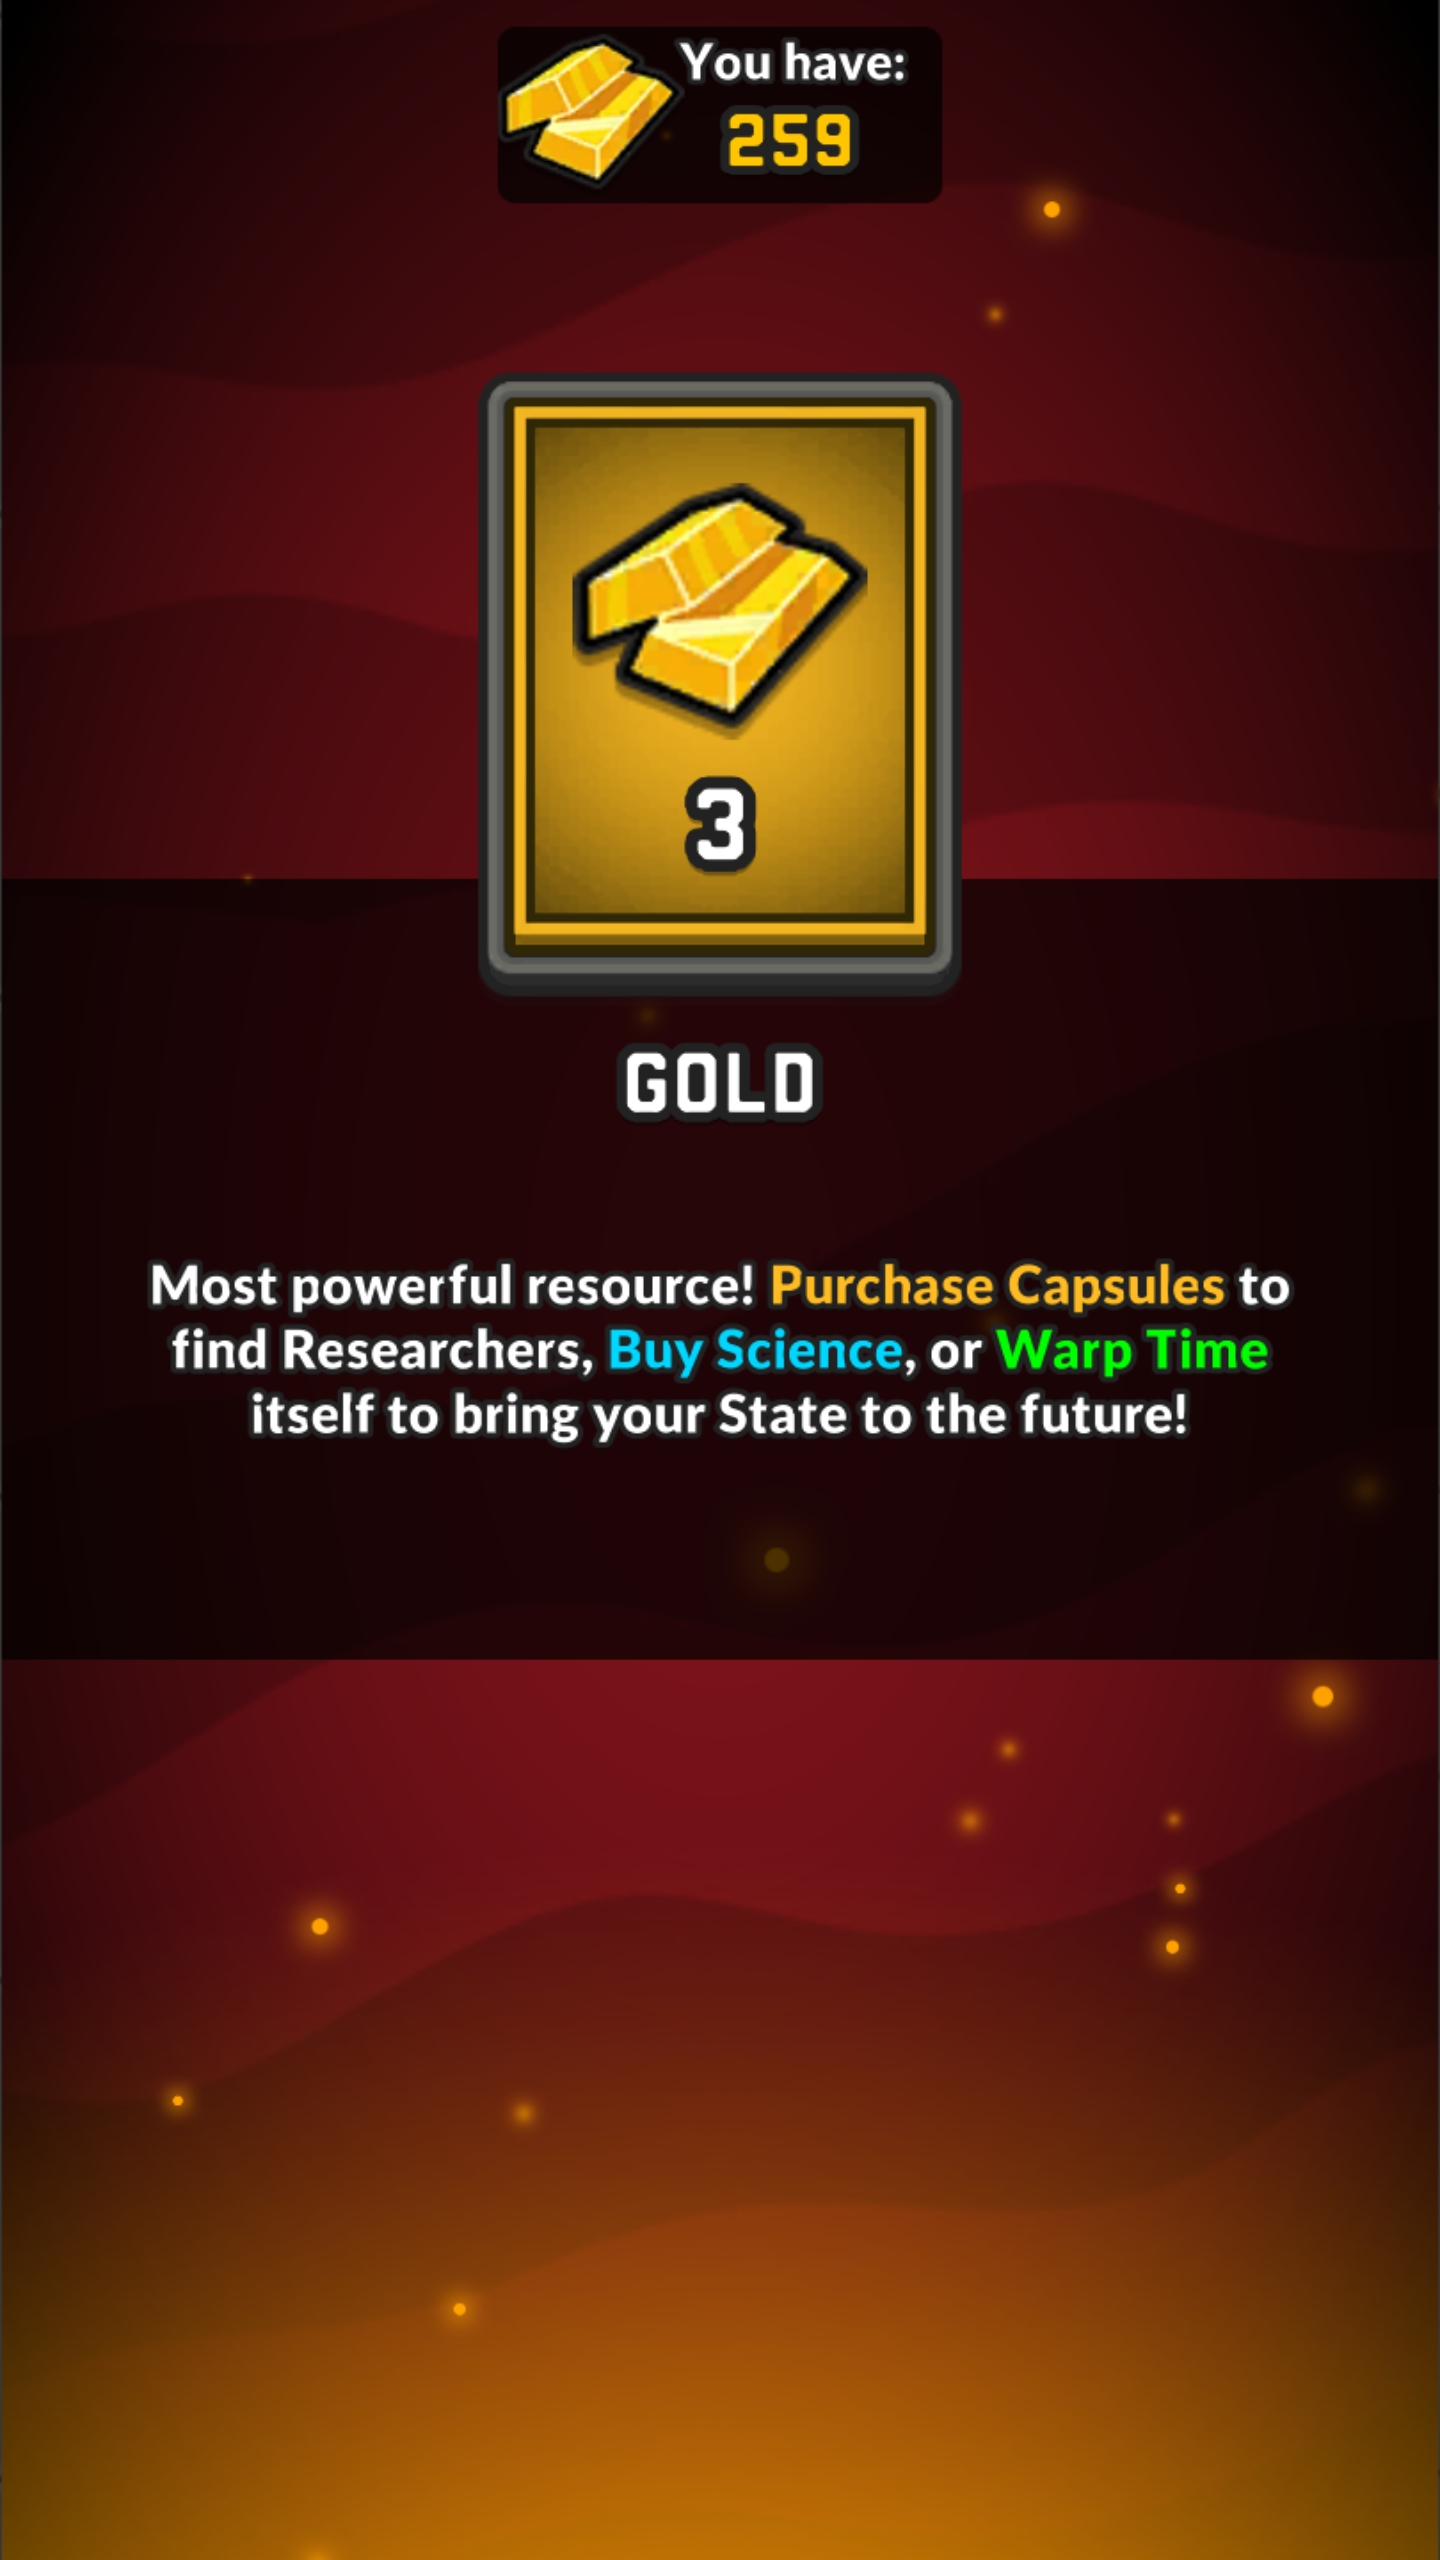 You have:
259
3
GOLD
Most powerful resource! Purchase Capsules to
find Researchers, Buy Science, or Warp Time
itself to bring your State to the future!